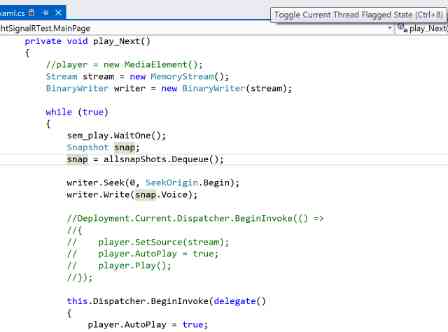 xaml.cs
Toggle Current Thread Flagged State (Ctrl+8)
htSignalRTest.MainPage
play_Next(
private void play_Next()
{
//player = new MediaElement();
Stream stream = new MemoryStream();
BinaryWriter writer = new BinaryWriter(stream);
while (true)
{
sem_play.WaitOne();
Snapshot snap;
snap = allsnapShots.Dequeue();
writer.Seek(0, SeekOrigin.Begin);
writer.Write(snap.Voice);
//Deployment.Current.Dispatcher.BeginInvoke(() =>
//{
//    player.SetSource(stream);
//    player.AutoPlay = true;
//    player.Play();
//});
this.Dispatcher.BeginInvoke(delegate()
{
player.AutoPlay = true;